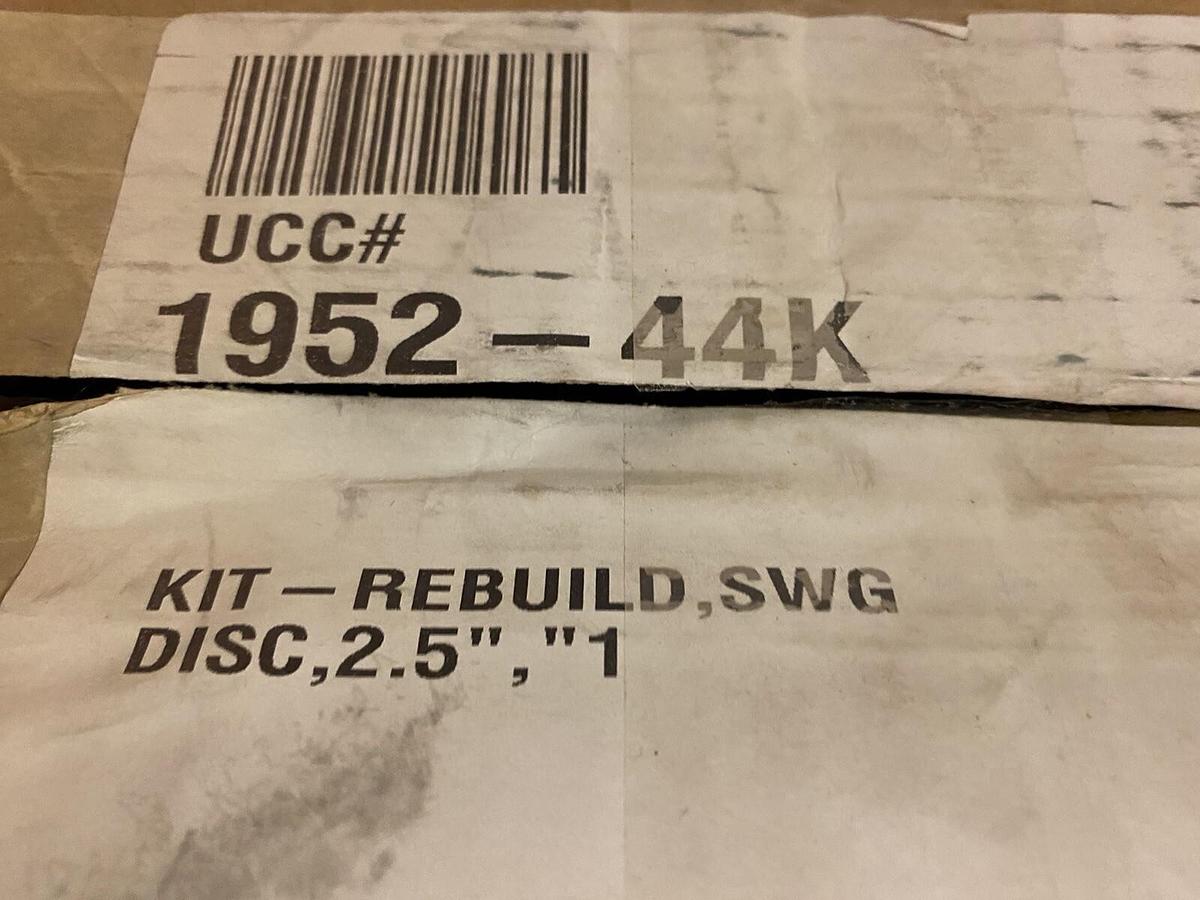 UCC#
1952-44K
KIT-REBUILD,SWG
DISC,2.5","1